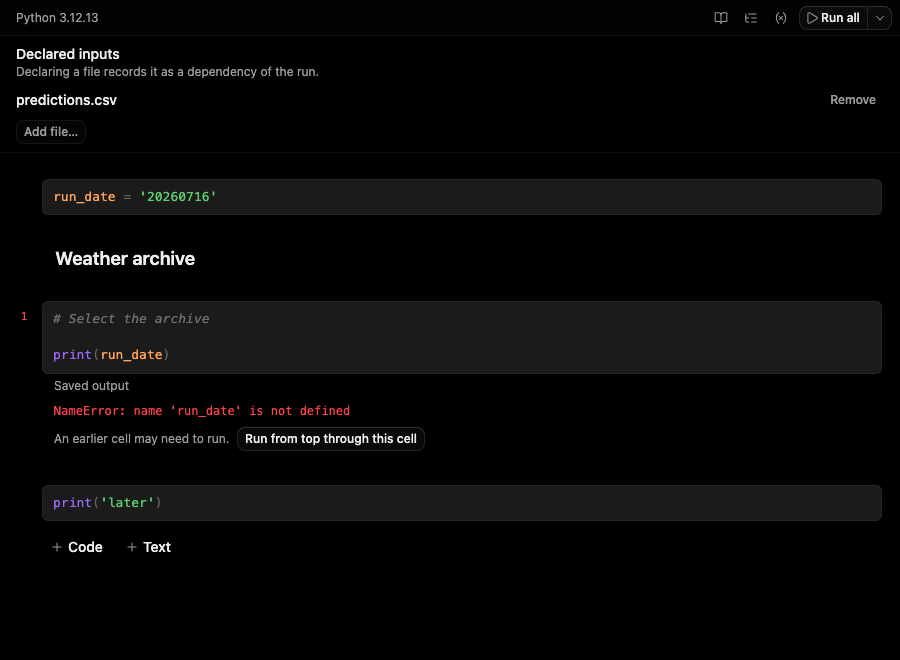 Python 3.12.13
Run all
Declared inputs
Declaring a file records it as a dependency of the run.
predictions.csv
Remove
Add file...
run_date = '20260716'
Weather archive
1
# Select the archive
print(run_date)
Saved output
NameError: name 'run_date' is not defined
An earlier cell may need to run. Run from top through this cell
print('later')
+ Code + Text